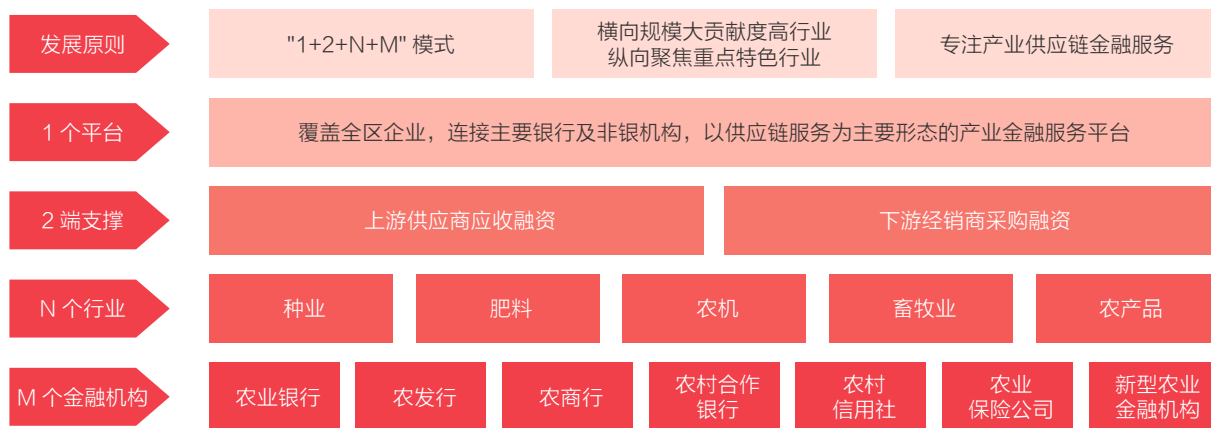 发展原则
"1+2+N+M" 模式
横向规模大贡献度高行业
纵向聚焦重点特色行业
专注产业供应链金融服务
1 个平台
覆盖全区企业，连接主要银行及非银机构，以供应链服务为主要形态的产业金融服务平台
2 端支撑
上游供应商应收融资
下游经销商采购融资
N 个行业
种业
肥料
农机
畜牧业
农产品
M 个金融机构
农业银行
农发行
农商行
农村合作
银行
农村
信用社
农业
保险公司
新型农业
金融机构